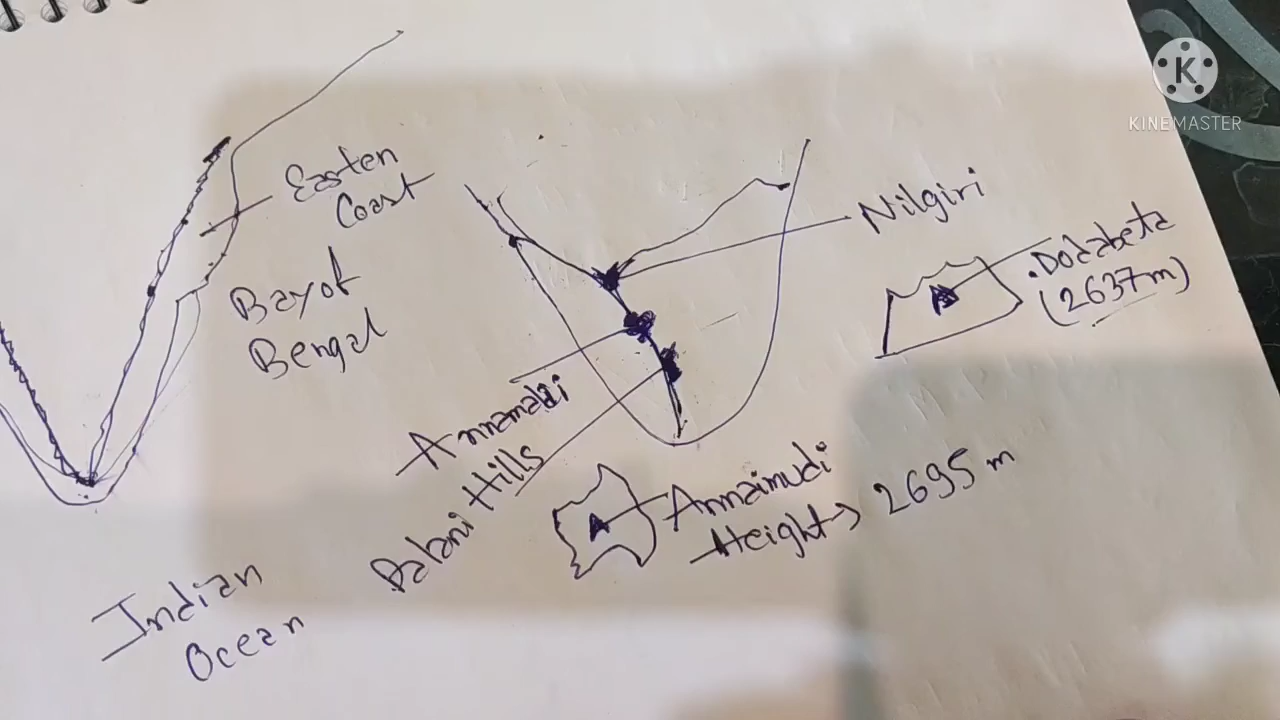 Easten
Coast
Bay of
Bengal
Indian
Ocean
Nilgiri
.Dodabeta
(2637m)
Annamalai
Palani Hills
Annaimudi
Height→ 2695 m
K
KINEMASTER